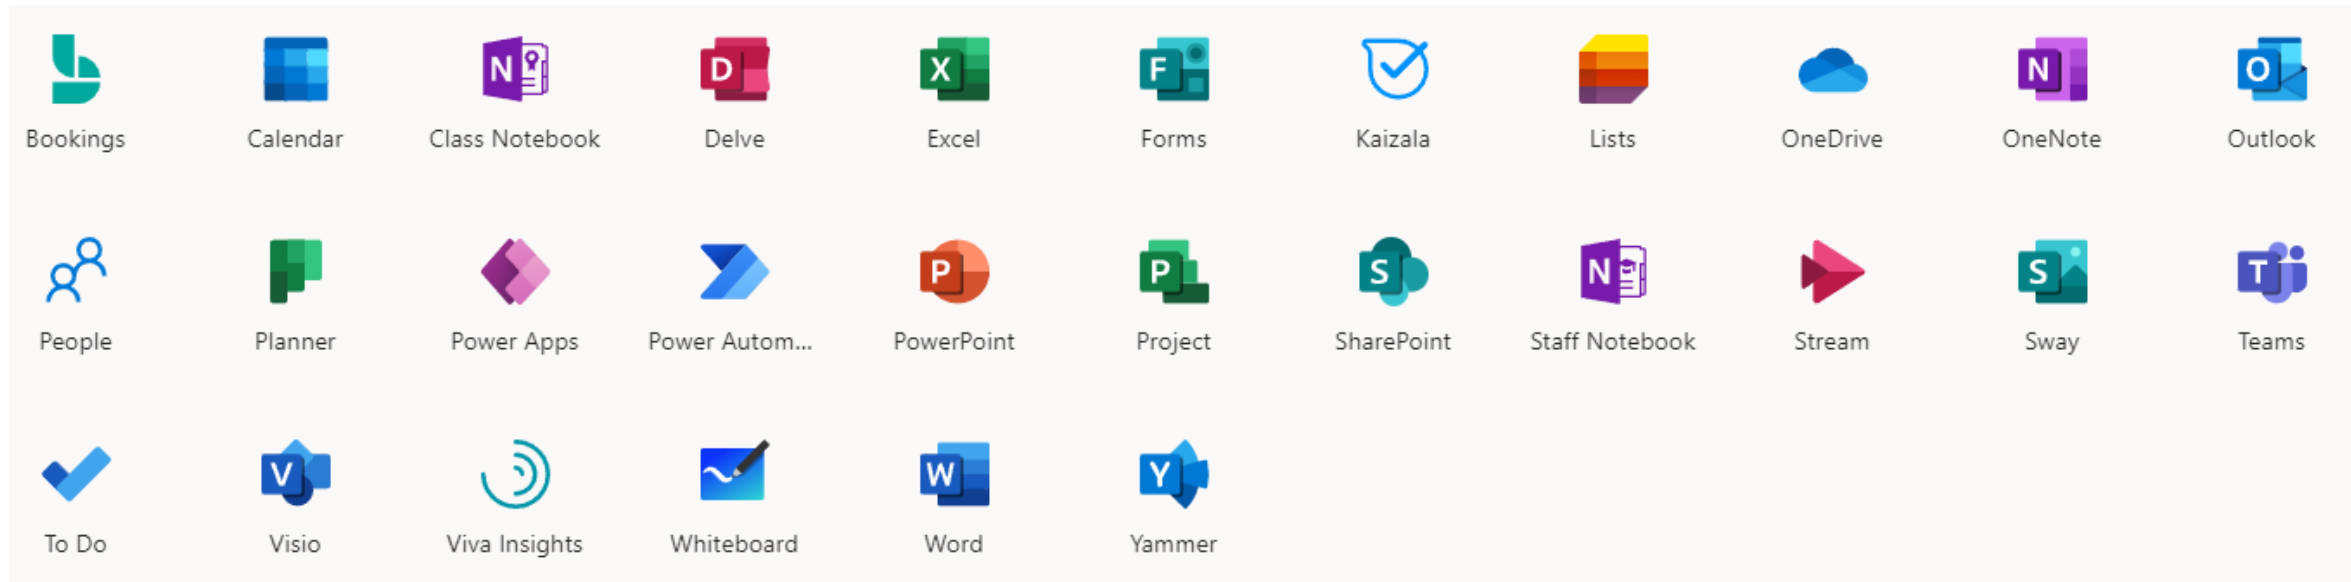 Bookings Calendar Class Notebook Delve Excel Forms Kaizala Lists OneDrive OneNote Outlook
People Planner Power Apps Power Autom... PowerPoint Project SharePoint Staff Notebook Stream Sway Teams
To Do Visio Viva Insights Whiteboard Word Yammer